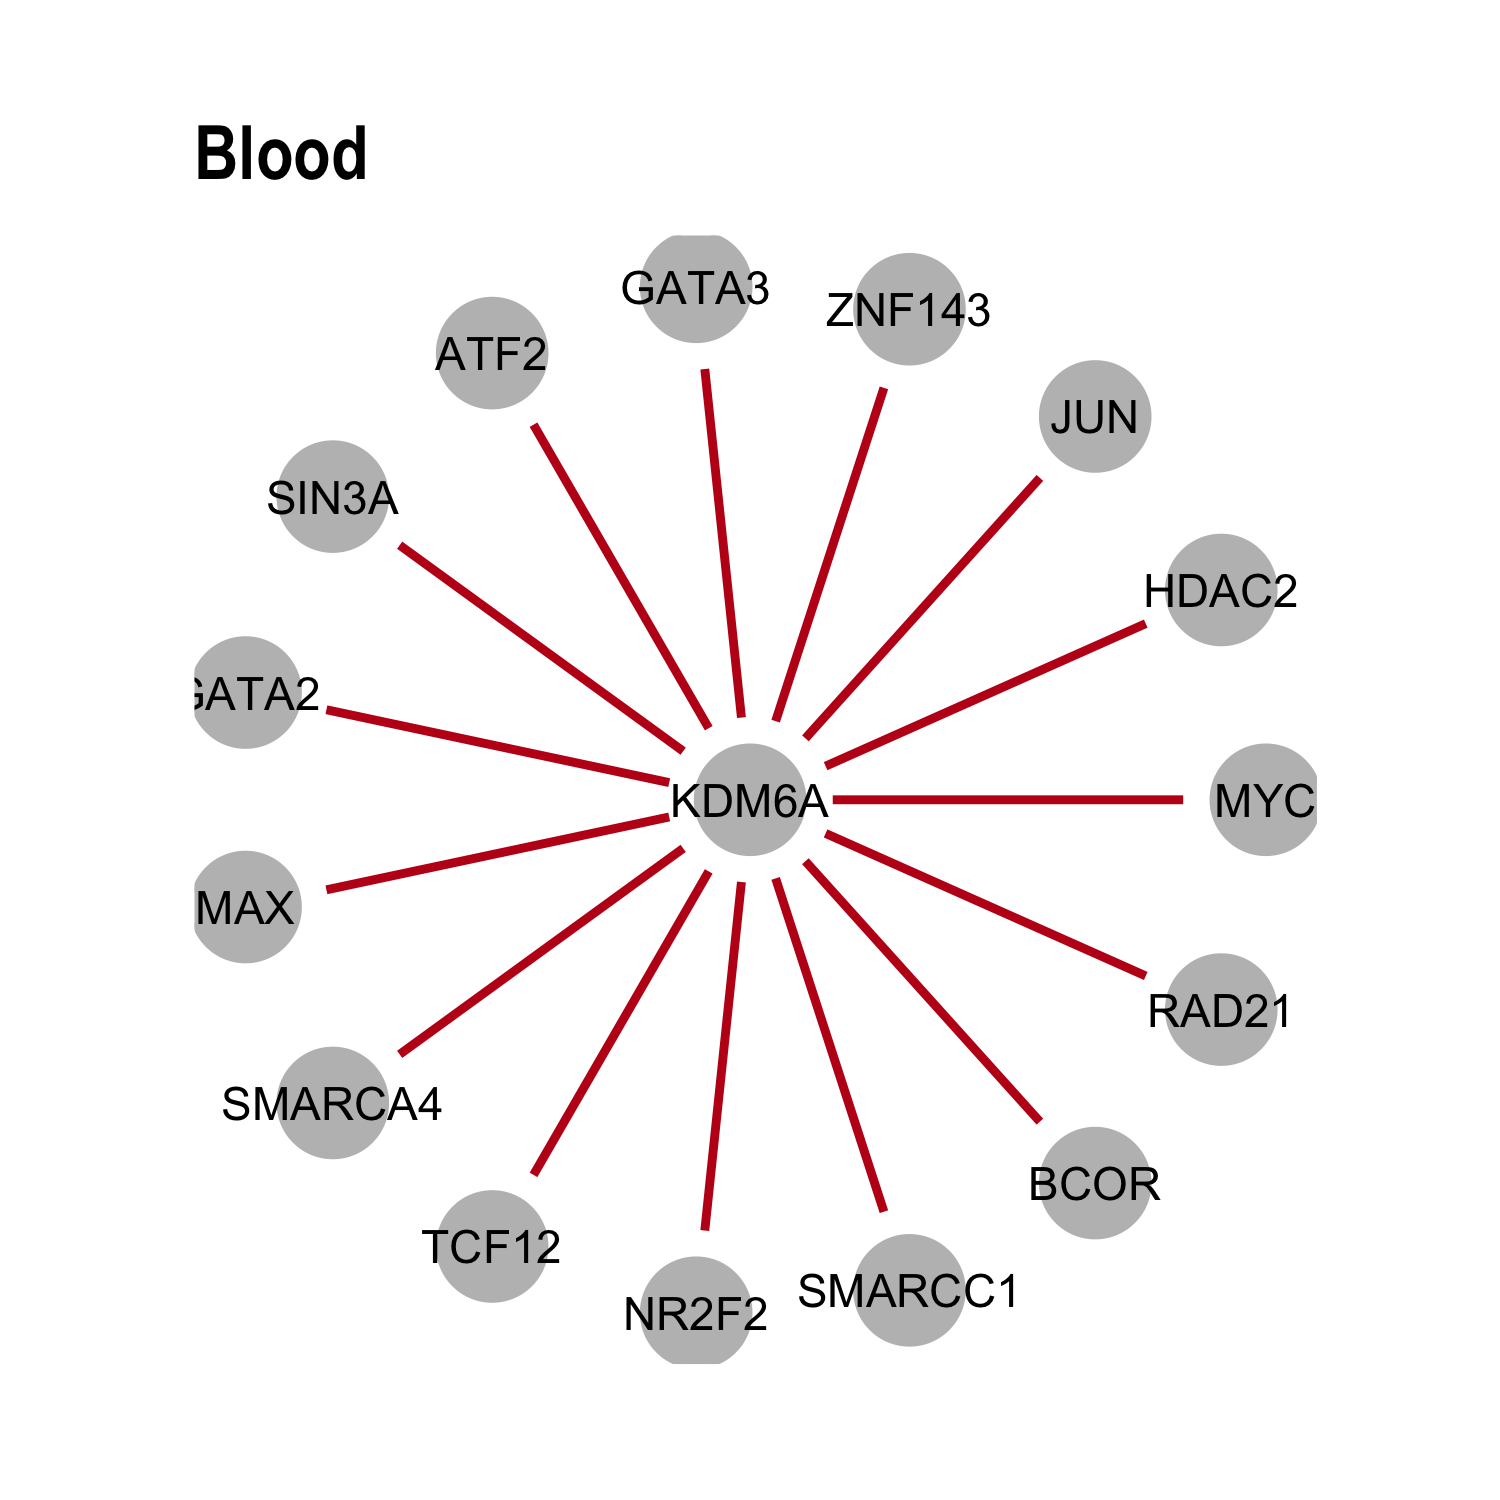 Blood
GATA3
ZNF143
ATF2
JUN
SIN3A
HDAC2
GATA2
KDM6A
MYC
MAX
RAD21
SMARCA4
BCOR
TCF12
SMARCC1
NR2F2